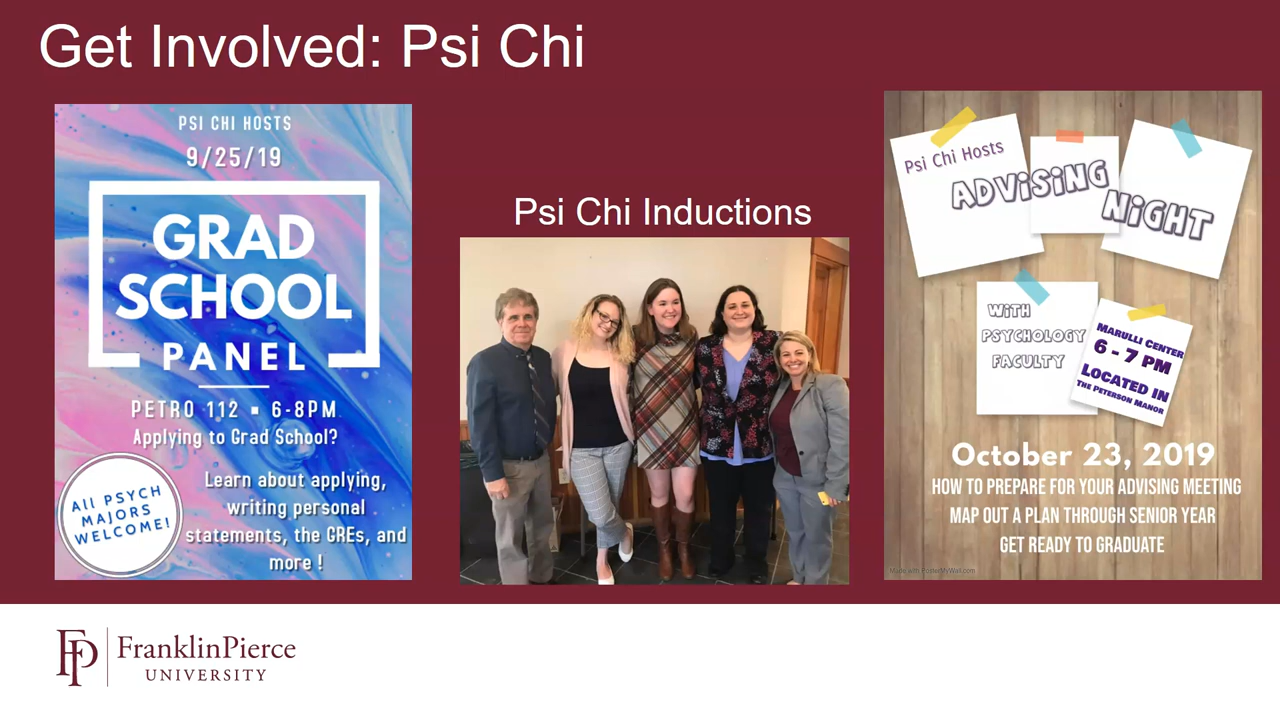 Get Involved: Psi Chi
PSI CHI HOSTS
9/25/19
GRAD
SCHOOL
PANEL
PETRO 112 ▪ 6-8PM
Applying to Grad School?
All PSYCH
MAJORS
WELCOME!
Learn about applying,
writing personal
statements, the GREs, and
more !
Psi Chi Inductions
Psi Chi Hosts
ADViSiNG
NiGHT
WiTH
PSYCHOLOGY
FACULTY
MARULLI CENTER
6 - 7 PM
LOCATED IN
THE PETERSON MANOR
October 23, 2019
HOW TO PREPARE FOR YOUR ADVISING MEETING
MAP OUT A PLAN THROUGH SENIOR YEAR
GET READY TO GRADUATE
Made with PosterMyWall.com
FP
FranklinPierce
UNIVERSITY